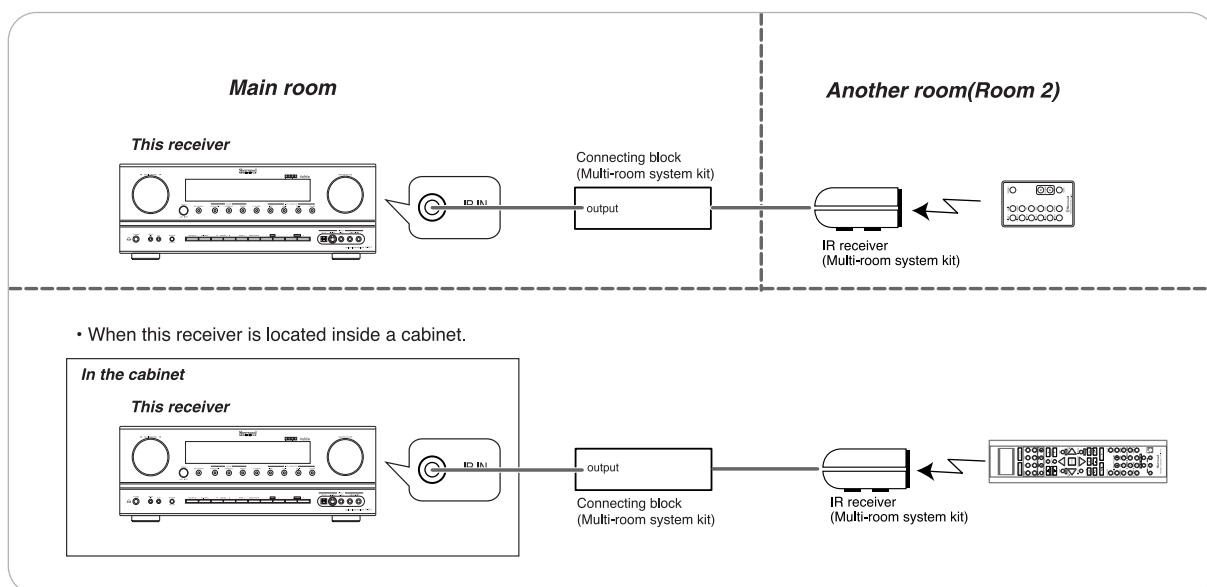 Main room
Another room(Room 2)
This receiver
Connecting block
(Multi-room system kit)
IR IN
output
IR receiver
(Multi-room system kit)
• When this receiver is located inside a cabinet.
In the cabinet
This receiver
IR IN
output
Connecting block
(Multi-room system kit)
IR receiver
(Multi-room system kit)